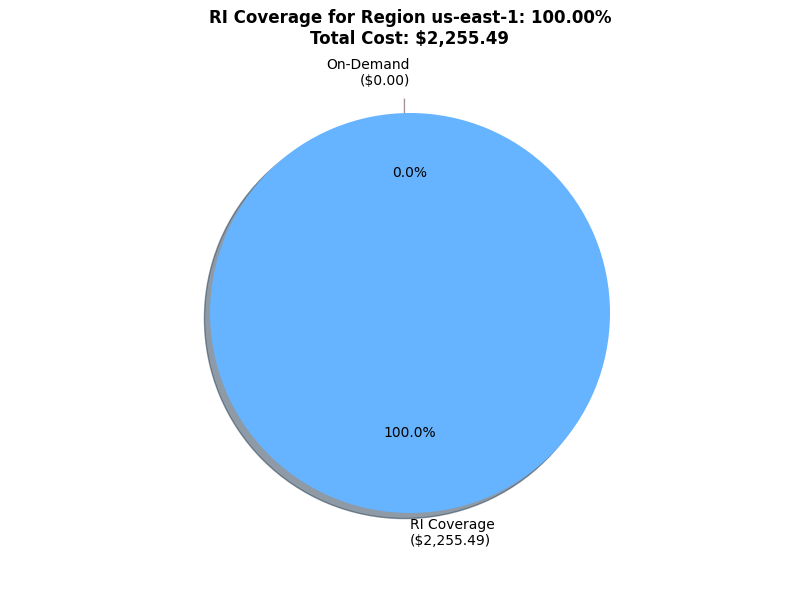 RI Coverage for Region us-east-1: 100.00%
Total Cost: $2,255.49
On-Demand
($0.00)
0.0%
100.0%
RI Coverage
($2,255.49)